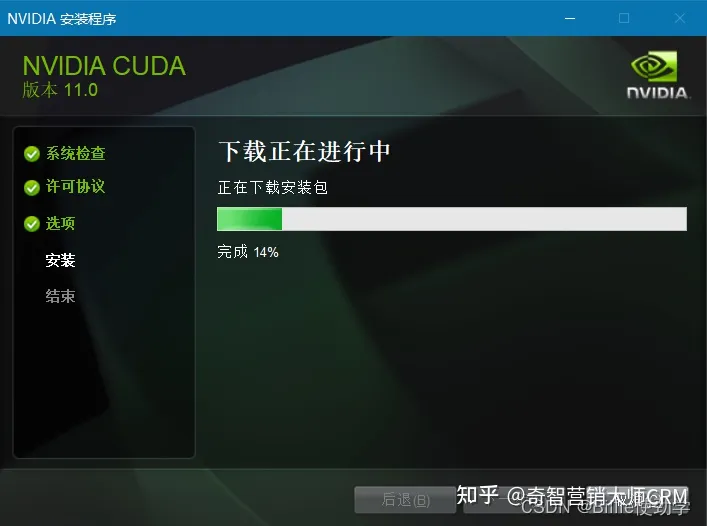 NVIDIA 安装程序
NVIDIA CUDA
版本 11.0
NVIDIA.
系统检查
许可协议
选项
安装
结束
下载正在进行中
正在下载安装包
完成 14%
后退(B)
知乎 @奇智营销大师CRM
CSDN @Billie使劲学